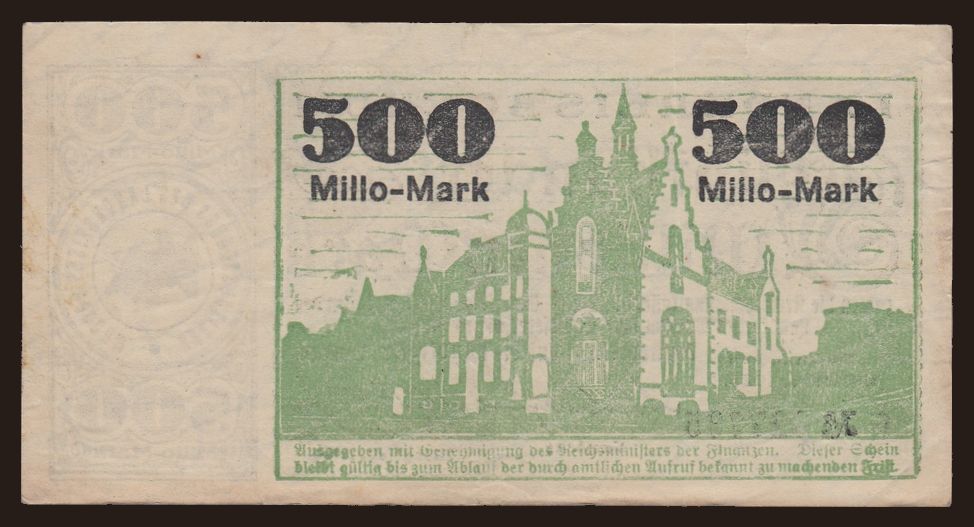 500 500
Millo-Mark Millo-Mark
Ausgegeben mit Genehmigung des Reichsministers der Finanzen. Dieser Schein
bleibt gültig bis zum Ablauf der durch amtlichen Aufruf bekannt zu machenden Frist.